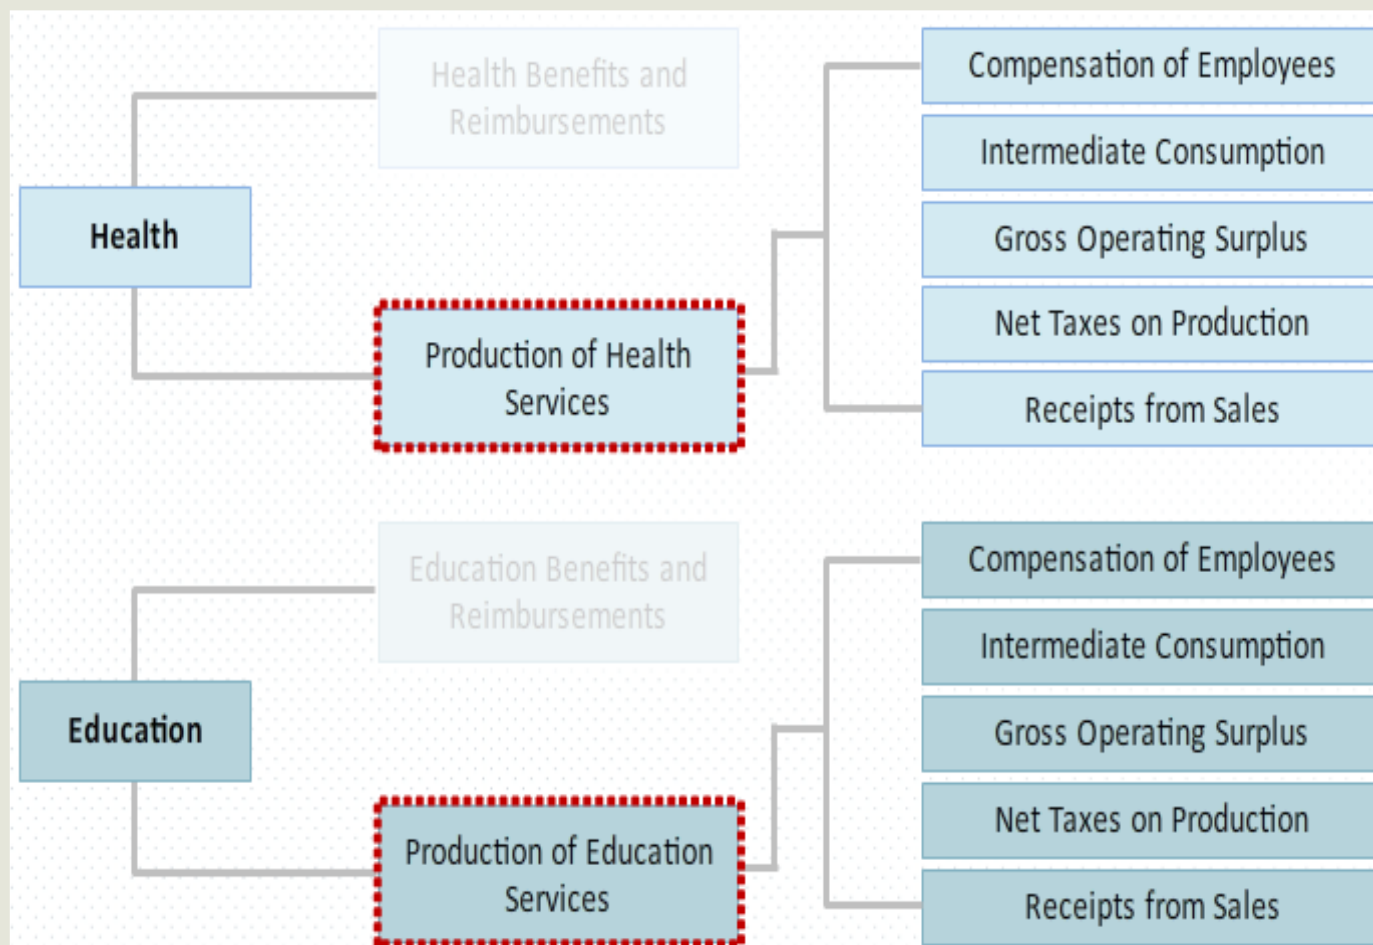 Health Benefits and
Reimbursements
Health
Production of Health
Services
Compensation of Employees
Intermediate Consumption
Gross Operating Surplus
Net Taxes on Production
Receipts from Sales
Education Benefits and
Reimbursements
Education
Production of Education
Services
Compensation of Employees
Intermediate Consumption
Gross Operating Surplus
Net Taxes on Production
Receipts from Sales